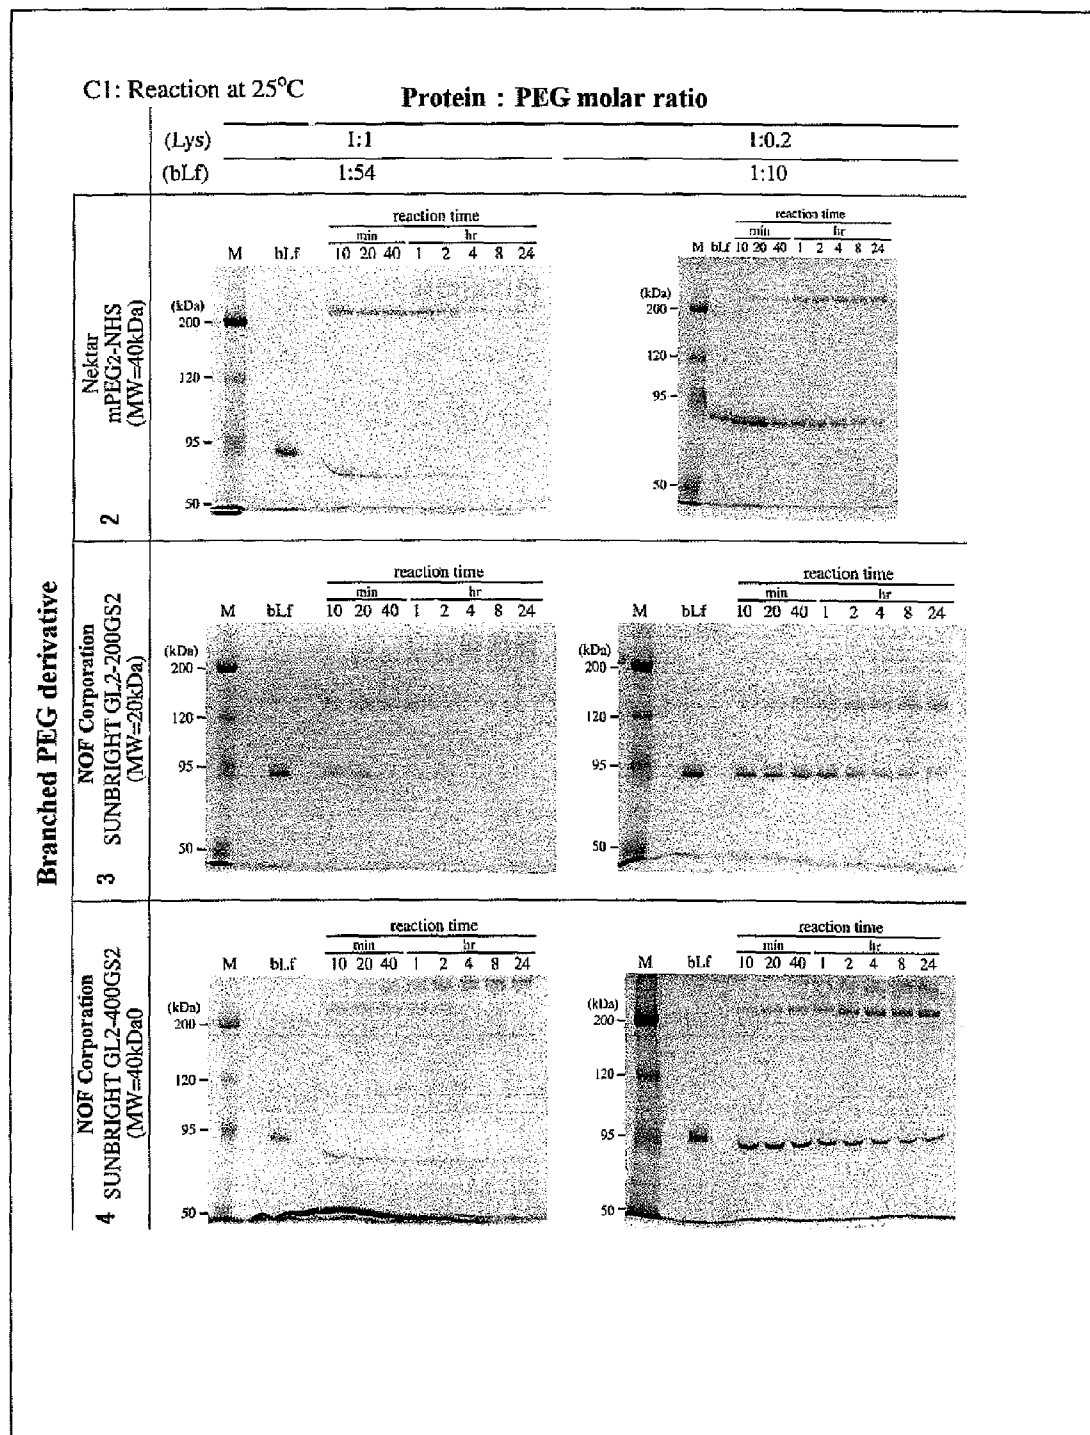 C1: Reaction at 25°C
Protein : PEG molar ratio
(Lys) 1:1 1:0.2
(bLf) 1:54 1:10
Branched PEG derivative
2 Nektar
mPEG2-NHS
(MW=40kDa)
reaction time
min hr
M bLf 10 20 40 1 2 4 8 24
(kDa)
200
120
95
50
reaction time
min hr
M bLf 10 20 40 1 2 4 8 24
(kDa)
200
120
95
50
3 NOF Corporation
SUNBRIGHT GL2-200GS2
(MW=20kDa)
reaction time
min hr
M bLf 10 20 40 1 2 4 8 24
(kDa)
200
120
95
50
reaction time
min hr
M bLf 10 20 40 1 2 4 8 24
(kDa)
200
120
95
50
4 NOF Corporation
SUNBRIGHT GL2-400GS2
(MW=40kDa0
reaction time
min hr
M bLf 10 20 40 1 2 4 8 24
(kDa)
200
120
95
50
reaction time
min hr
M bLf 10 20 40 1 2 4 8 24
(kDa)
200
120
95
50